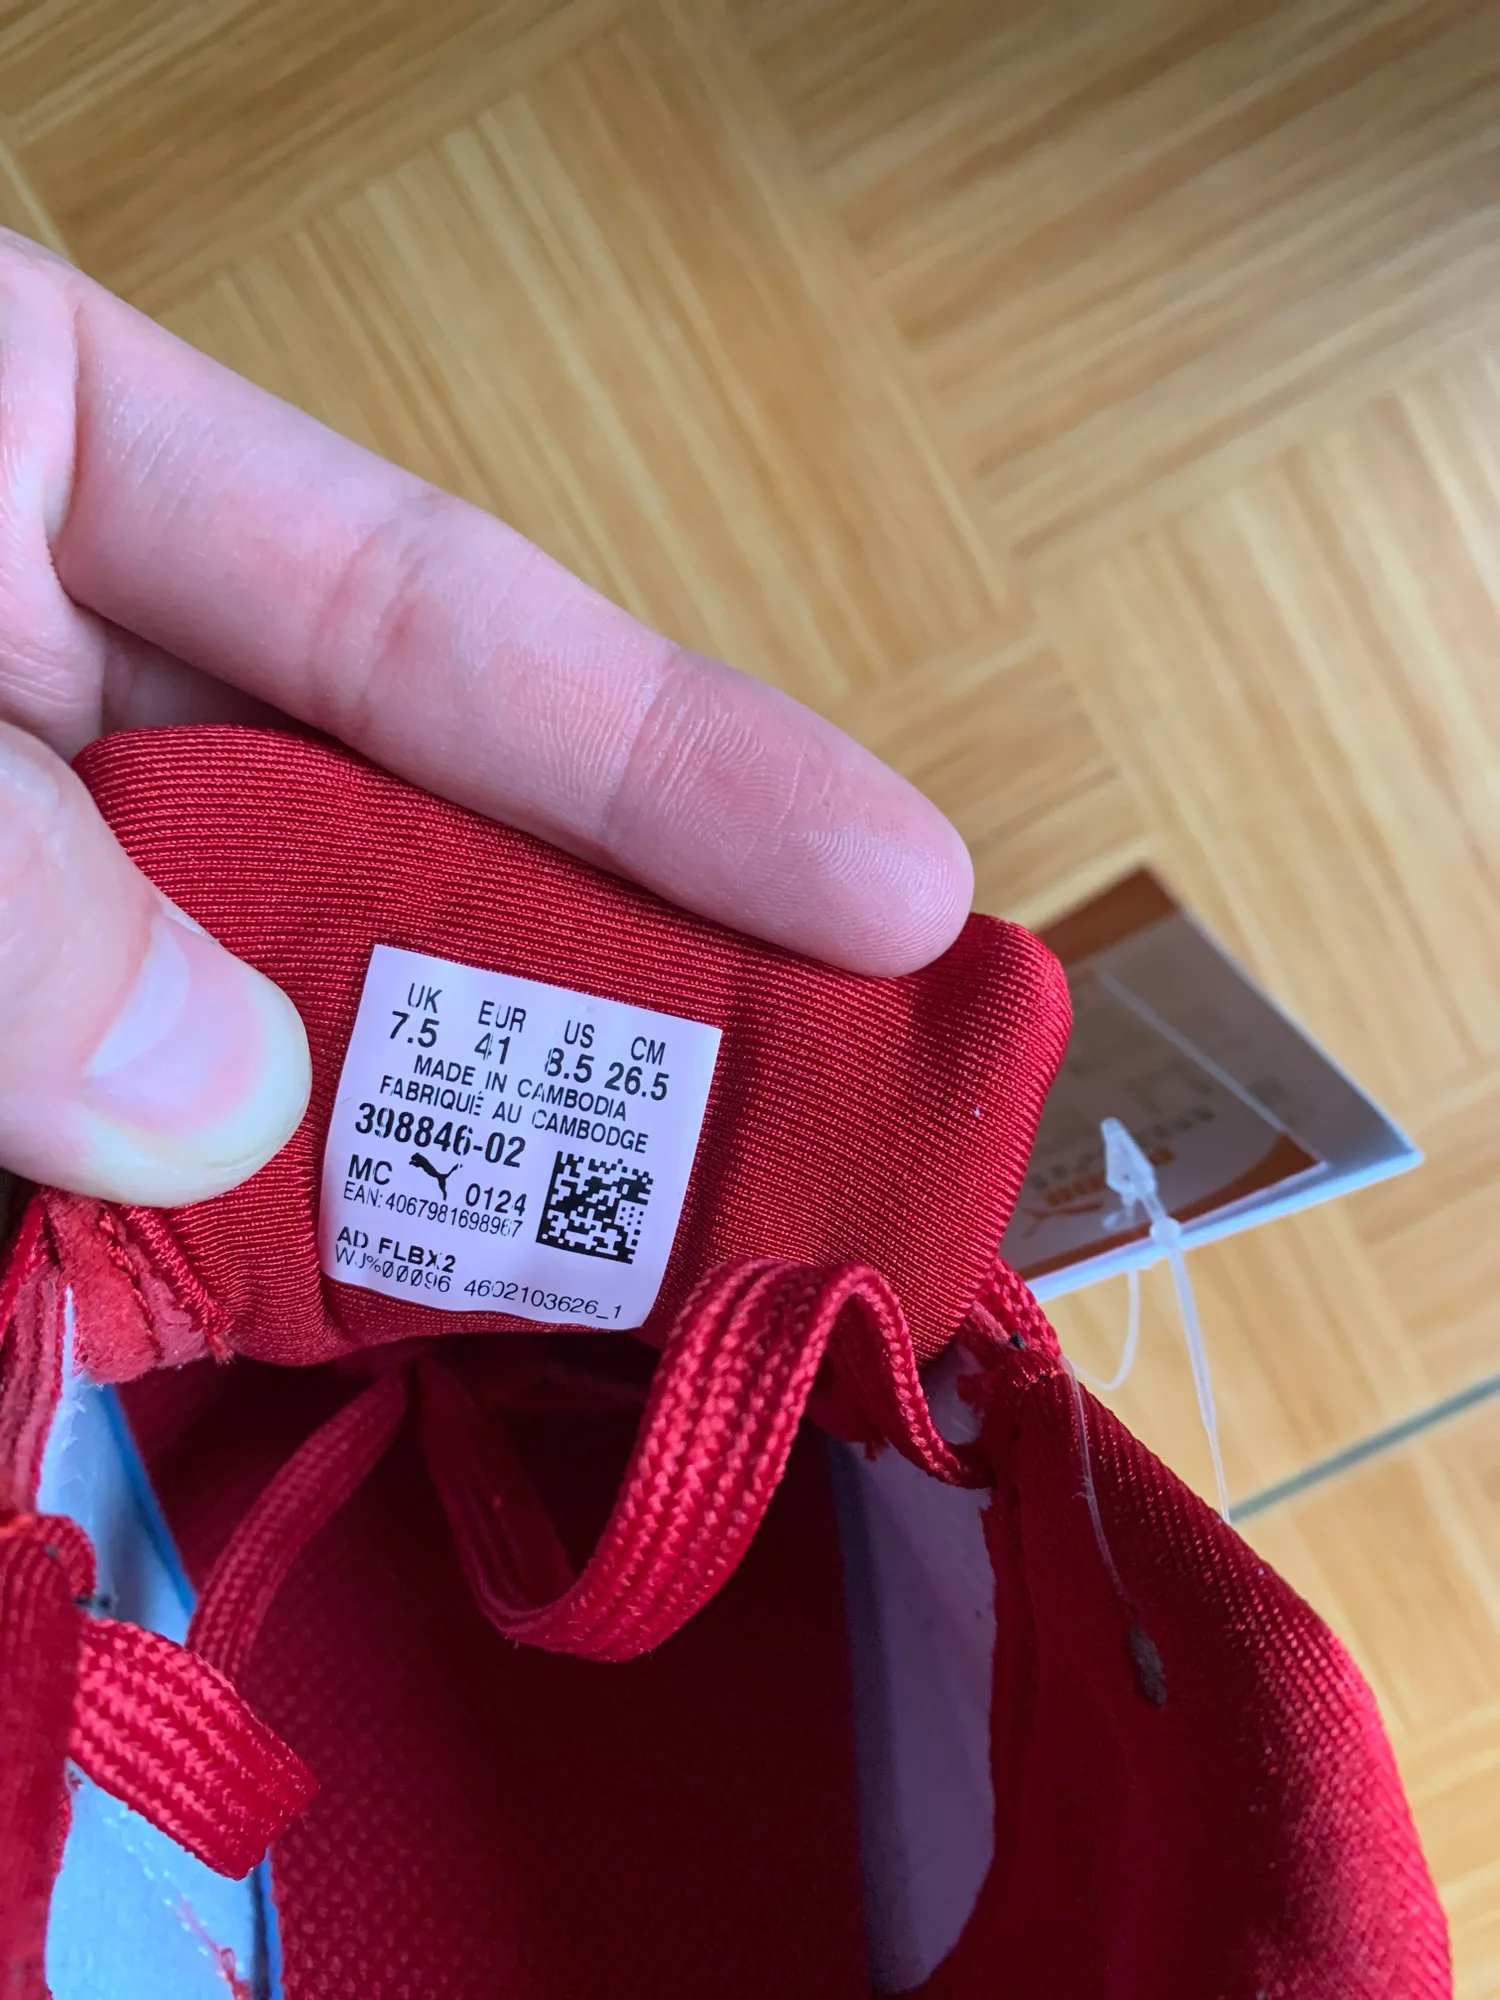 UK EUR US CM
7.5 41 8.5 26.5
MADE IN CAMBODIA
FABRIQUÉ AU CAMBODGE
398846-02
MC 0124
EAN: 4067981698967
AD FLBX2
WJ%00096 4602103626_1